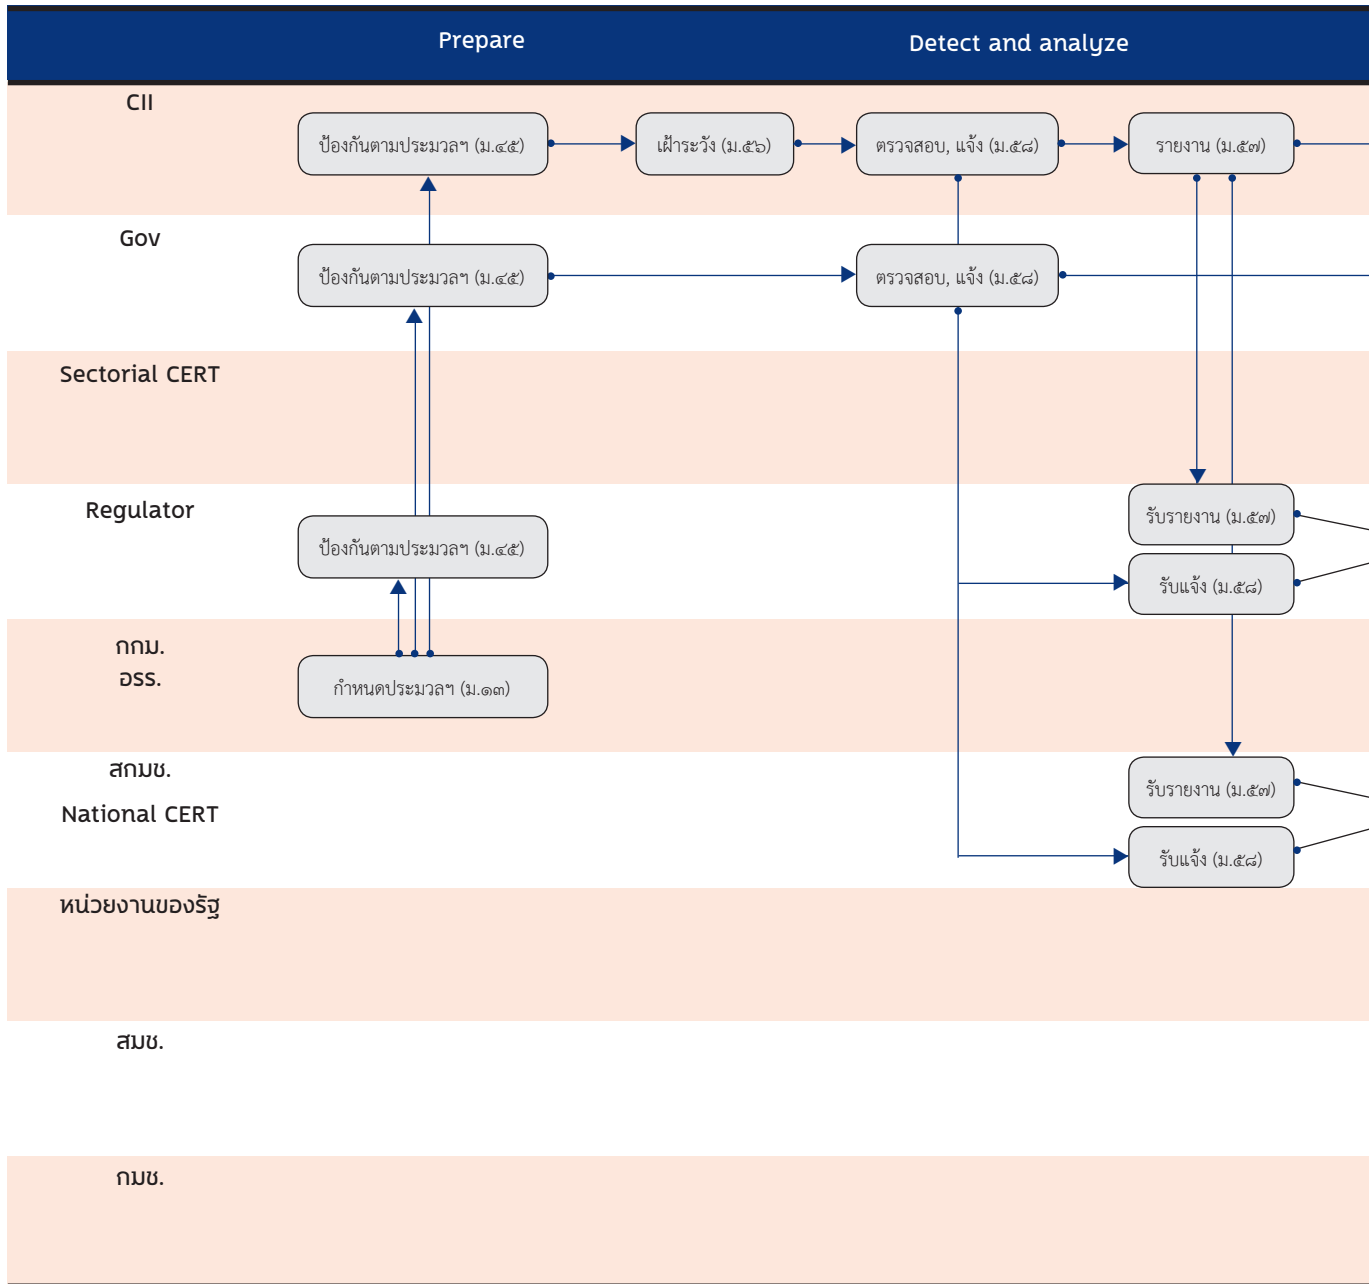 Prepare
Detect and analyze
CII
ป้องกันตามประมวลฯ (ม.๔๕)
เฝ้าระวัง (ม.๕๖)
ตรวจสอบ, แจ้ง (ม.๕๘)
รายงาน (ม.๕๗)
Gov
ป้องกันตามประมวลฯ (ม.๔๕)
ตรวจสอบ, แจ้ง (ม.๕๘)
Sectorial CERT
Regulator
ป้องกันตามประมวลฯ (ม.๔๕)
รับรายงาน (ม.๕๗)
รับแจ้ง (ม.๕๘)
กกม.
อรร.
กำหนดประมวลฯ (ม.๑๓)
สกมช.
National CERT
รับรายงาน (ม.๕๗)
รับแจ้ง (ม.๕๘)
หน่วยงานของรัฐ
สมช.
กมช.